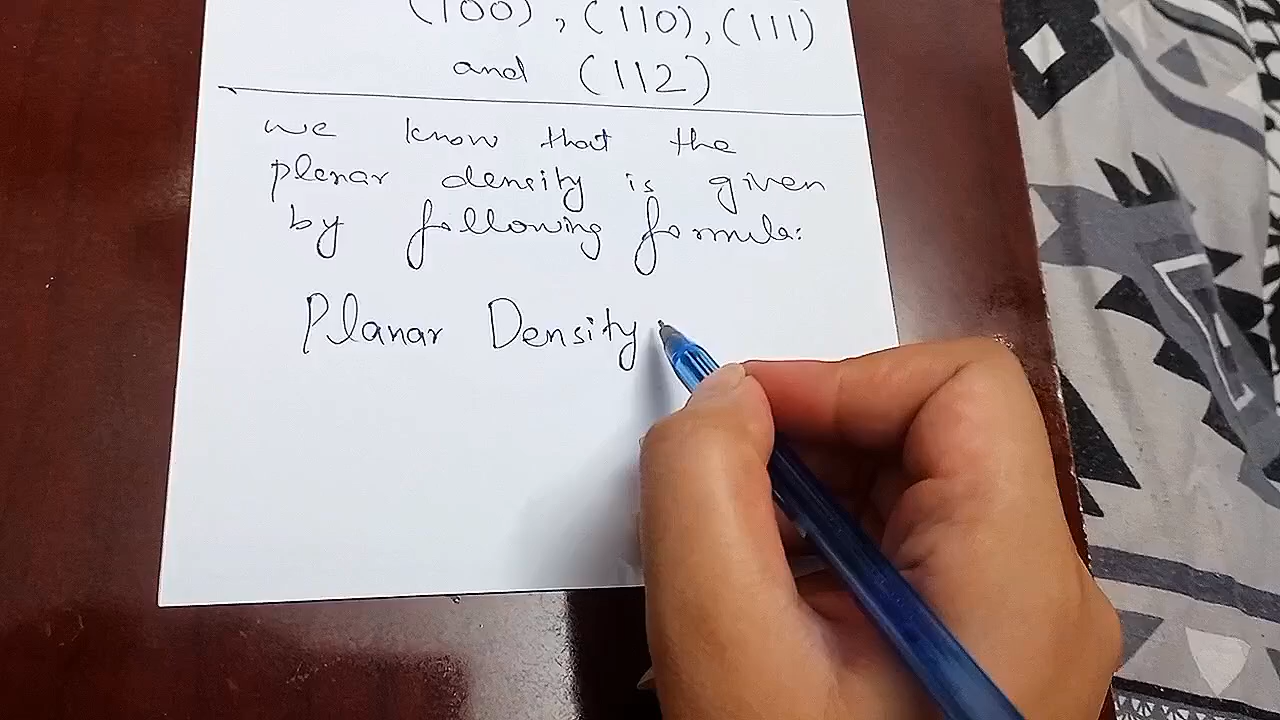 (100), (110), (111)
and (112)
we know that the
planar density is given
by following formula:
Planar Density